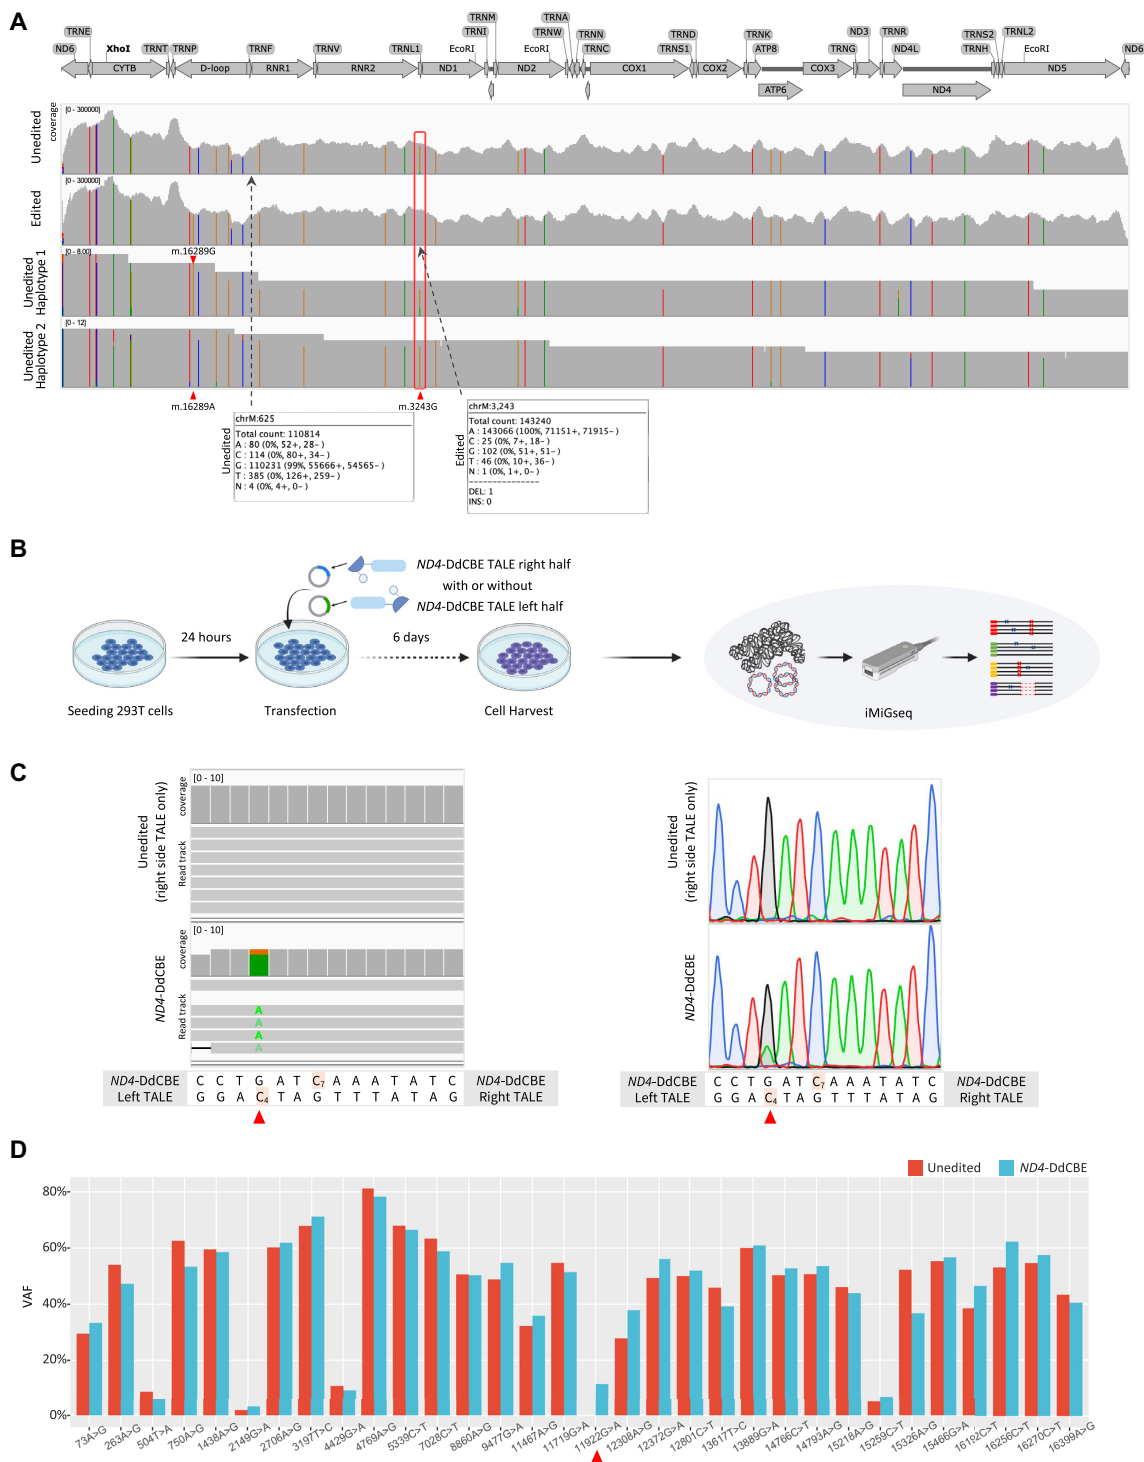 A
TRNM
TRNA
TRNE
TRNI
TRNW
TRNN
TRND
TRNK
ND3
TRNR
TRNS2
TRNL2
ND6
XhoI
TRNT
TRNP
TRNF
TRNV
TRNL1
EcoRI
EcoRI
TRNC
TRNS1
ATP8
TRNG
ND4L
TRNH
EcoRI
ND6
CYTB
D-loop
RNR1
RNR2
ND1
ND2
COX1
COX2
COX3
ND5
ATP6
ND4
Unedited
coverage
[0 - 300000]
Edited
[0 - 300000]
Unedited
Haplotype 1
[0 - 8.00]
m.16289G
Unedited
Haplotype 2
[0 - 12]
m.16289A
m.3243G
Unedited
chrM:625
Total count: 110814
A : 80 (0%, 52+, 28- )
C : 114 (0%, 80+, 34- )
G : 110231 (99%, 55666+, 54565- )
T : 385 (0%, 126+, 259- )
N : 4 (0%, 4+, 0- )
Edited
chrM:3,243
Total count: 143240
A : 143066 (100%, 71151+, 71915- )
C : 25 (0%, 7+, 18- )
G : 102 (0%, 51+, 51- )
T : 46 (0%, 10+, 36- )
N : 1 (0%, 1+, 0- )
---------------
DEL: 1
INS: 0
B
ND4-DdCBE TALE right half
with or without
ND4-DdCBE TALE left half
24 hours
6 days
Seeding 293T cells
Transfection
Cell Harvest
iMiGseq
C
Unedited
(right side TALE only)
coverage
[0 - 10]
Read track
ND4-DdCBE
coverage
[0 - 10]
Read track
A
A
A
A
ND4-DdCBE C C T G A T C7 A A A T A T C ND4-DdCBE
Left TALE G G A C4 T A G T T T A T A G Right TALE
Unedited
(right side TALE only)
ND4-DdCBE
ND4-DdCBE C C T G A T C7 A A A T A T C ND4-DdCBE
Left TALE G G A C4 T A G T T T A T A G Right TALE
D
Unedited
ND4-DdCBE
VAF
80%
60%
40%
20%
0%
73A>G
263A>G
504T>A
750A>G
1438A>G
2149G>A
2706A>G
3197T>C
4429G>A
4769A>G
5339C>T
7028C>T
8860A>G
9477G>A
11467A>G
11719G>A
11922G>A
12308A>G
12372G>A
12801C>T
13617T>C
13889G>A
14766C>T
14793A>G
15218A>G
15259C>T
15326A>G
15466G>A
16192C>T
16256C>T
16270C>T
16399A>G